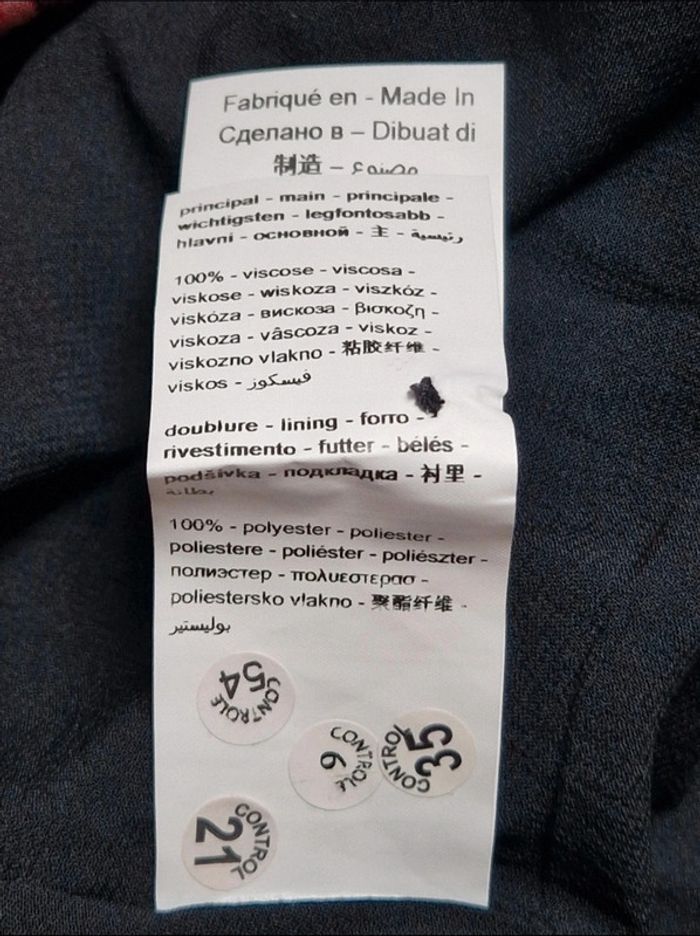 Fabriqué en - Made In
Сделано в – Dibuat di
制造 – مصنوع
principal - main - principale -
wichtigsten - legfontosabb -
hlavni - основной - 主 - رئيسية
100% - viscose - viscosa -
viskose - wiskoza - viszkóz -
viskóza - вискоза - βισκοζη -
viskoza - vâscoza - viskoz -
viskozno vlakno - 粘胶纤维 -
viskos - فيسكوز
doublure - lining - forro -
rivestimento - futter - bélés -
podšívka - подкладка - 衬里 -
بطانة
100% - polyester - poliester -
poliestere - poliéster - poliészter -
полиэстер - πολυεστερασ -
poliestersko vlakno - 聚酯纤维 -
بوليستير
54 CONTROLE
CONTROLE 6
CONTROL 35
CONTROL 21